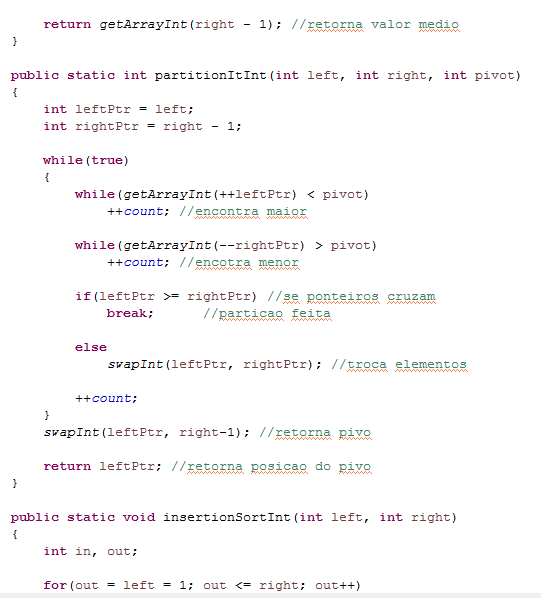 return getArrayInt(right - 1); //retorna valor medio
}
public static int partitionItInt(int left, int right, int pivot)
{
int leftPtr = left;
int rightPtr = right - 1;
while(true)
{
while(getArrayInt(++leftPtr) < pivot)
++count; //encontra maior
while(getArrayInt(--rightPtr) > pivot)
++count; //encotra menor
if(leftPtr >= rightPtr) //se ponteiros cruzam
break; //particao feita
else
swapInt(leftPtr, rightPtr); //troca elementos
++count;
}
swapInt(leftPtr, right-1); //retorna pivo
return leftPtr; //retorna posicao do pivo
}
public static void insertionSortInt(int left, int right)
{
int in, out;
for(out = left = 1; out <= right; out++)